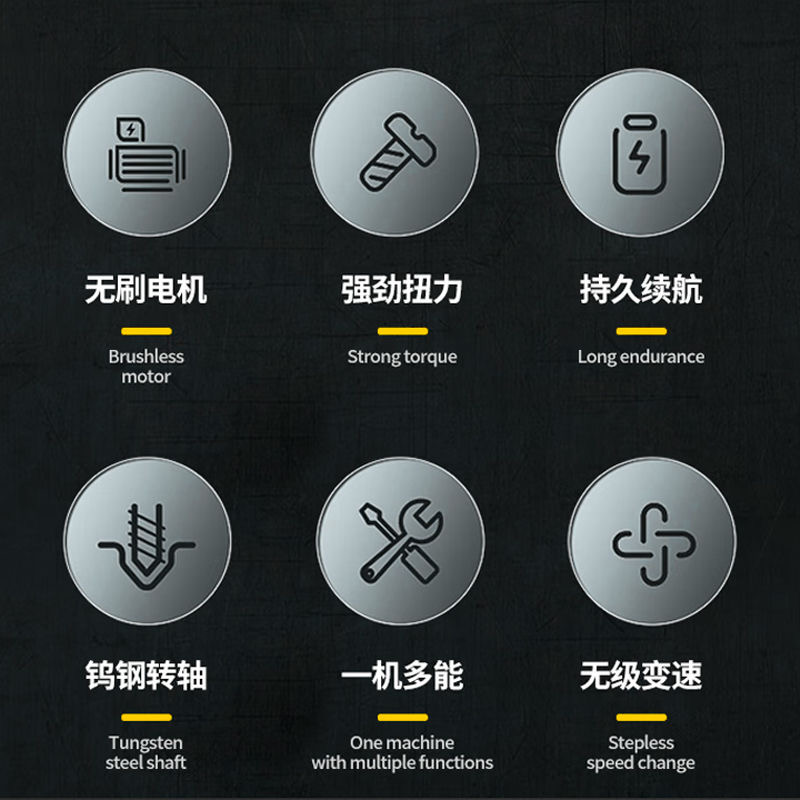 无刷电机
Brushless
motor
强劲扭力
Strong torque
持久续航
Long endurance
钨钢转轴
Tungsten
steel shaft
一机多能
One machine
with multiple functions
无级变速
Stepless
speed change